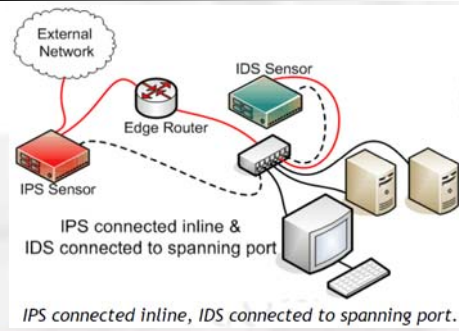 External
Network
IDS Sensor
Edge Router
IPS Sensor
IPS connected inline &
IDS connected to spanning port
IPS connected inline, IDS connected to spanning port.